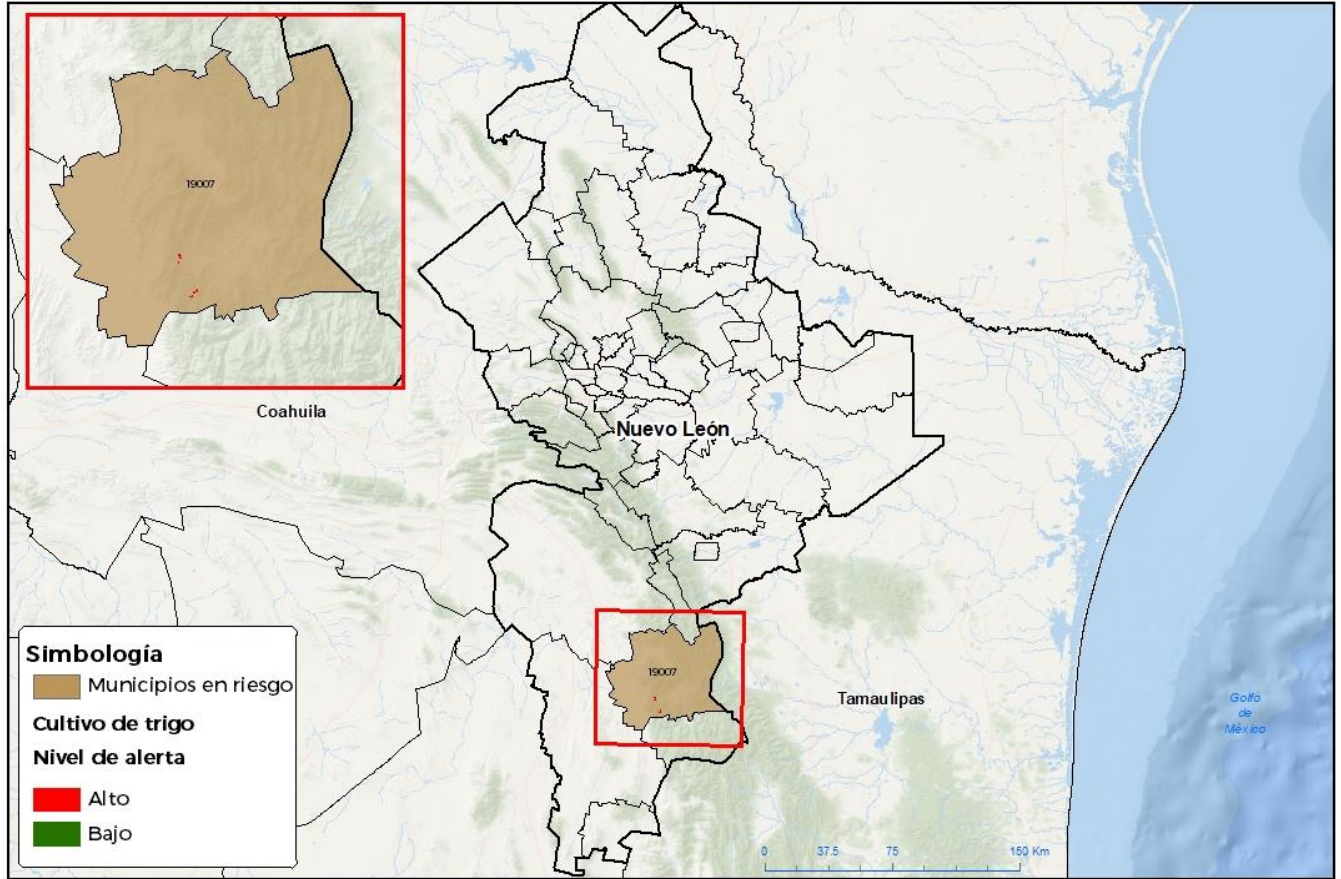 19007
Coahuila
Nuevo León
19007
Tamaulipas
Golfo
de
México
Simbología
Municipios en riesgo
Cultivo de trigo
Nivel de alerta
Alto
Bajo
0 37.5 75 150 Km